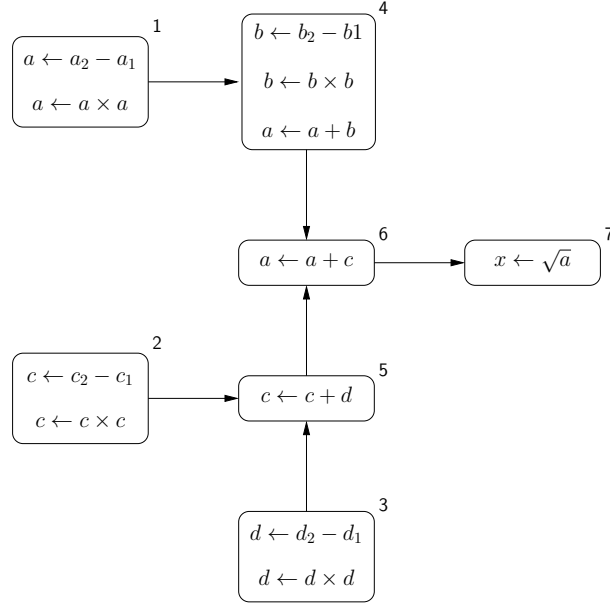 1
a ← a₂ − a₁
a ← a × a
4
b ← b₂ − b1
b ← b × b
a ← a + b
6
a ← a + c
7
x ← √a
2
c ← c₂ − c₁
c ← c × c
5
c ← c + d
3
d ← d₂ − d₁
d ← d × d